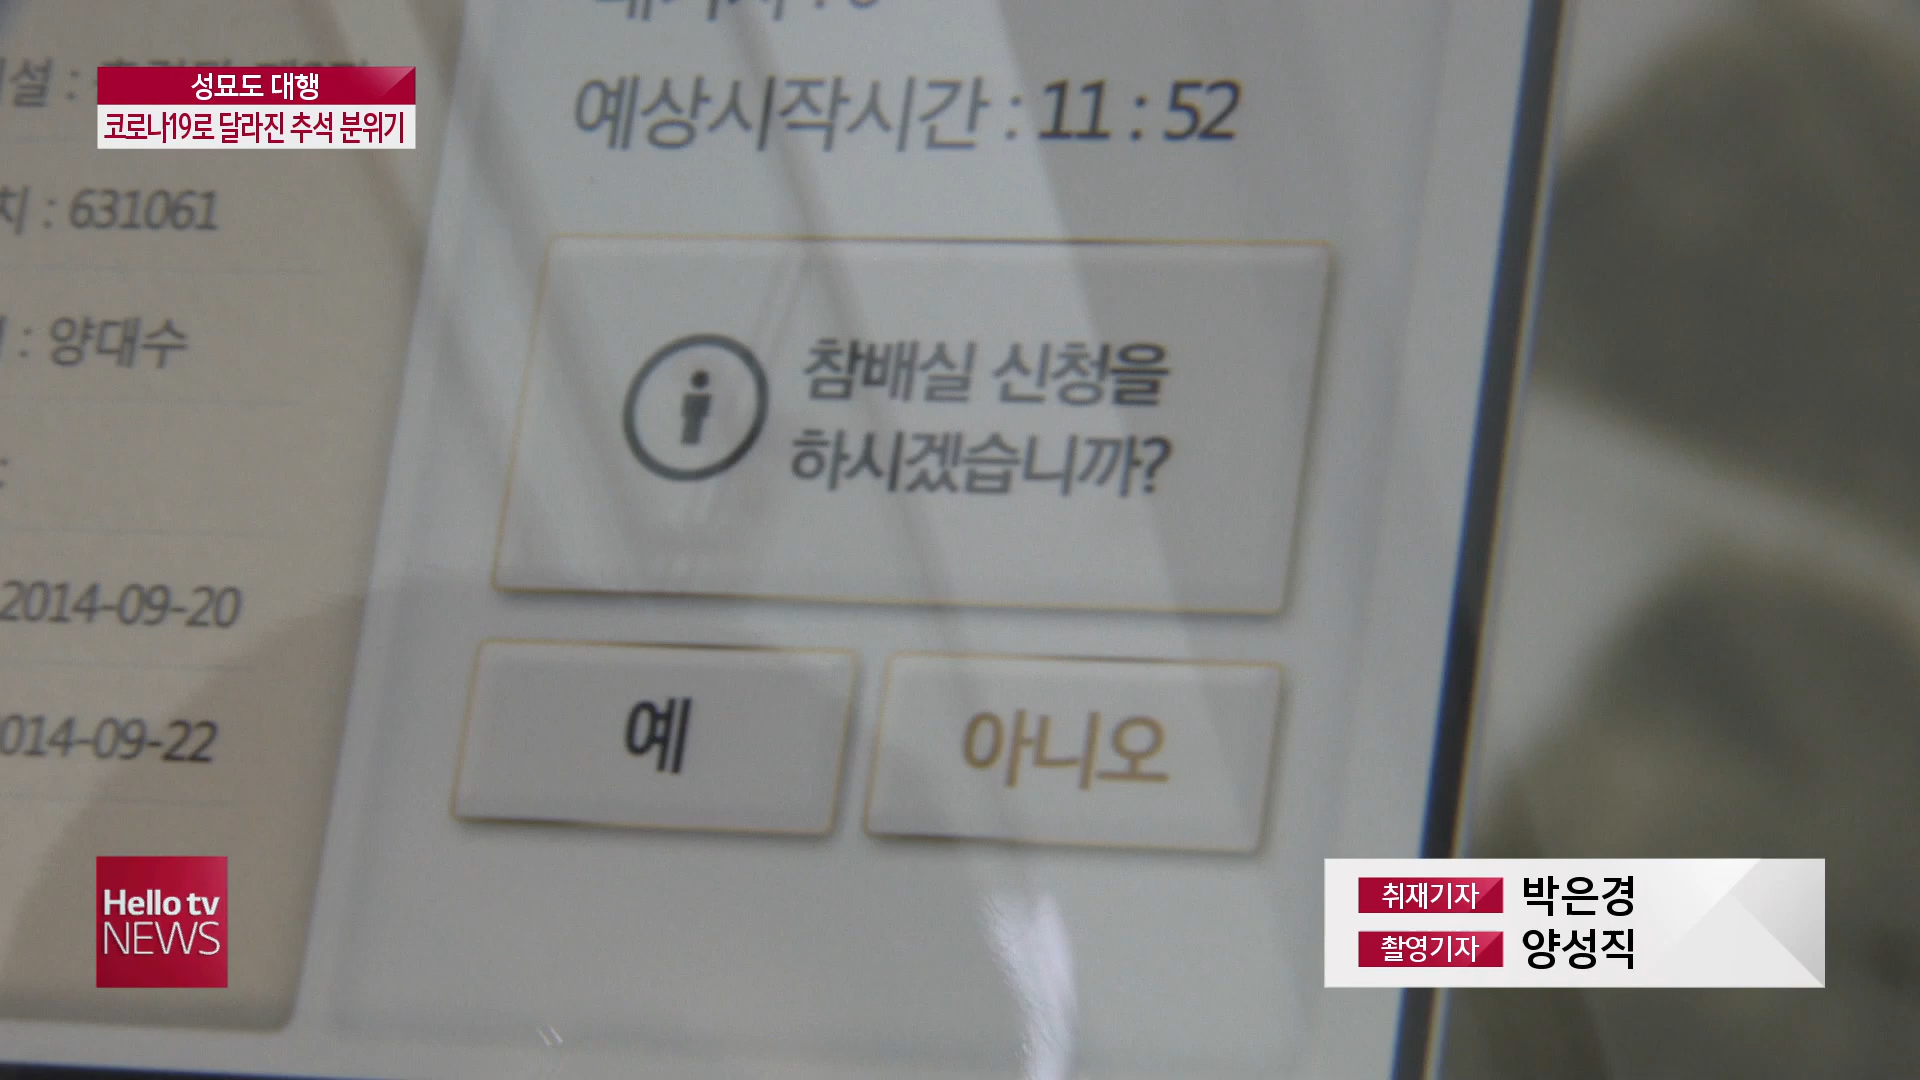 성묘도 대행
코로나19로 달라진 추석 분위기
설 :
치 : 631061
: 양대수
:
2014-09-20
014-09-22
예상시작시간 : 11 : 52
참배실 신청을
하시겠습니까?
예
아니오
Hello tv
NEWS
취재기자 박은경
촬영기자 양성직